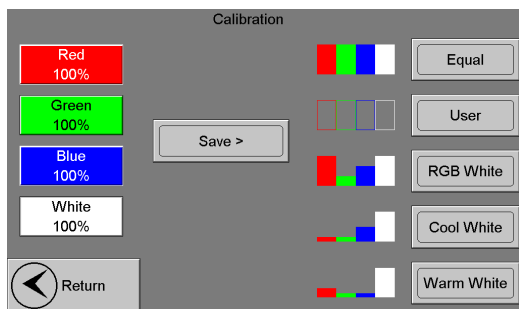 Calibration
Red
100%
Green
100%
Blue
100%
White
100%
Save >
Equal
User
RGB White
Cool White
Warm White
Return